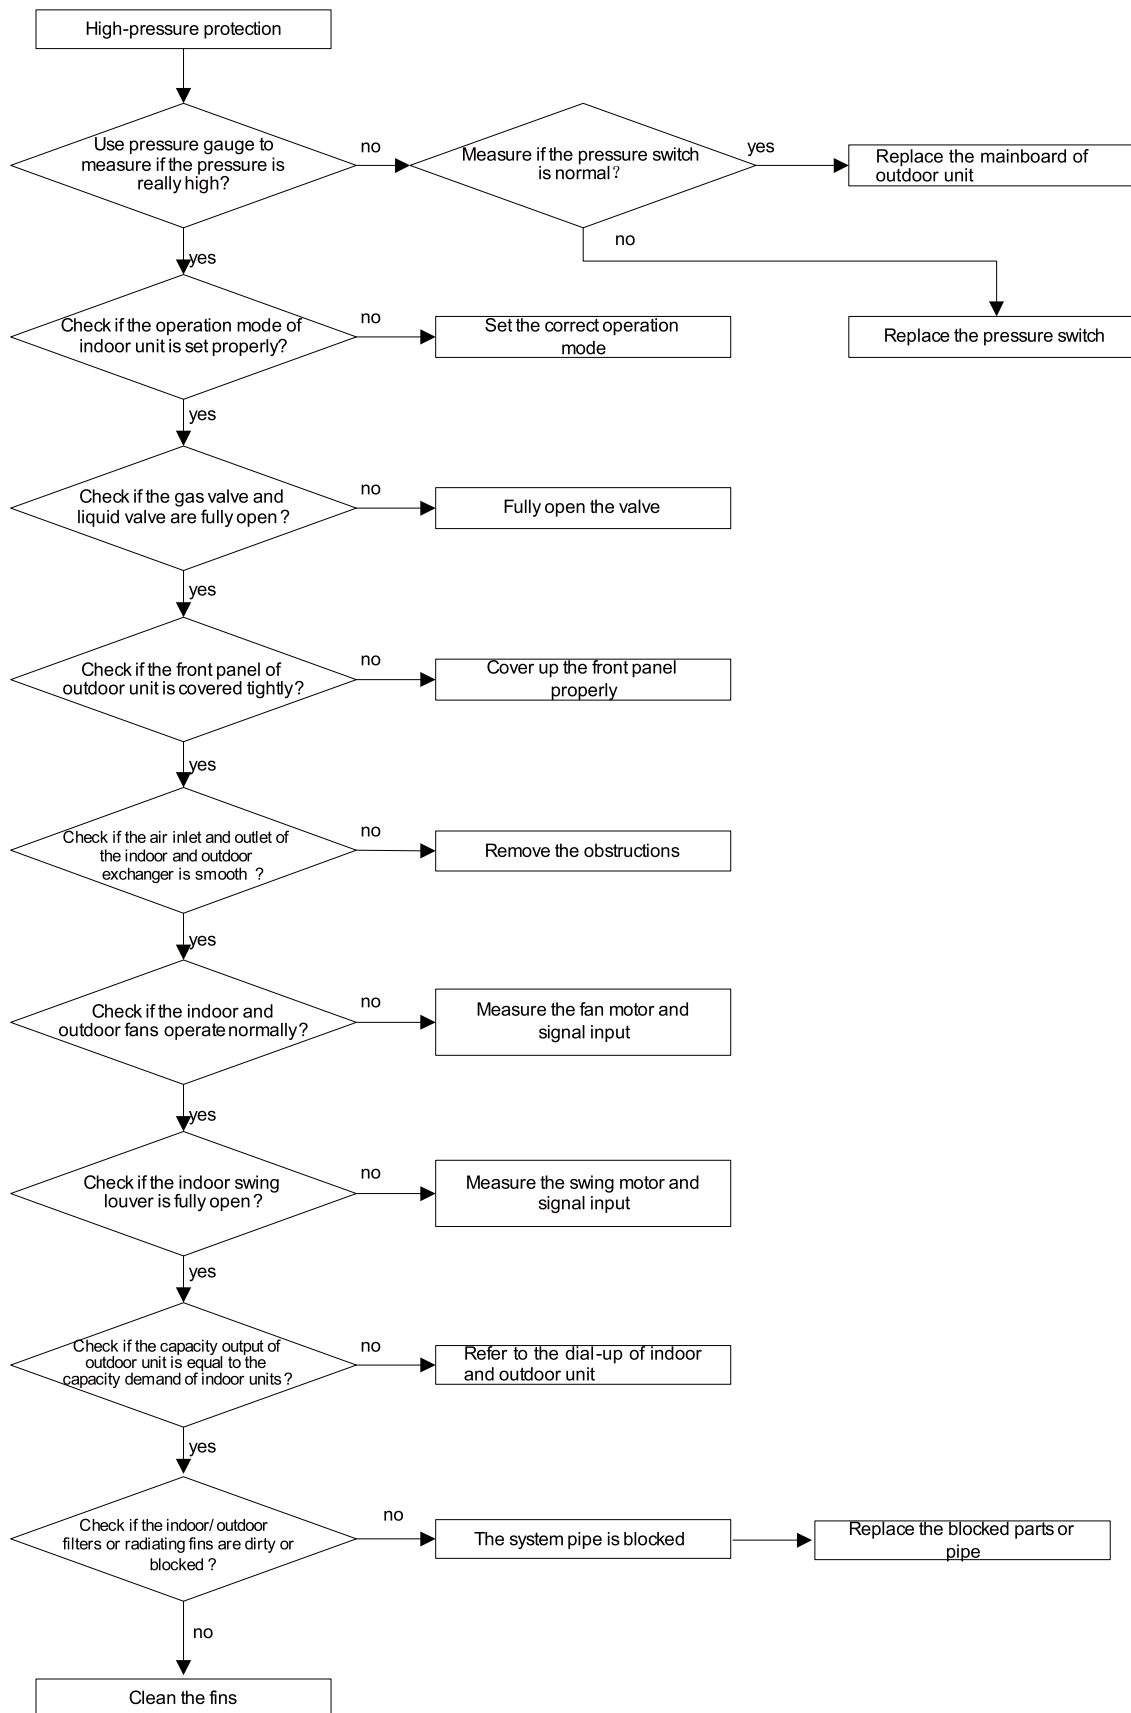 High-pressure protection
Use pressure gauge to
measure if the pressure is
really high?
no
Measure if the pressure switch
is normal?
yes
Replace the mainboard of
outdoor unit
no
Replace the pressure switch
yes
Check if the operation mode of
indoor unit is set properly?
no
Set the correct operation
mode
yes
Check if the gas valve and
liquid valve are fully open ?
no
Fully open the valve
yes
Check if the front panel of
outdoor unit is covered tightly?
no
Cover up the front panel
properly
yes
Check if the air inlet and outlet of
the indoor and outdoor
exchanger is smooth ?
no
Remove the obstructions
yes
Check if the indoor and
outdoor fans operate normally?
no
Measure the fan motor and
signal input
yes
Check if the indoor swing
louver is fully open ?
no
Measure the swing motor and
signal input
yes
Check if the capacity output of
outdoor unit is equal to the
capacity demand of indoor units ?
no
Refer to the dial-up of indoor
and outdoor unit
yes
Check if the indoor/ outdoor
filters or radiating fins are dirty or
blocked ?
no
The system pipe is blocked
Replace the blocked parts or
pipe
no
Clean the fins